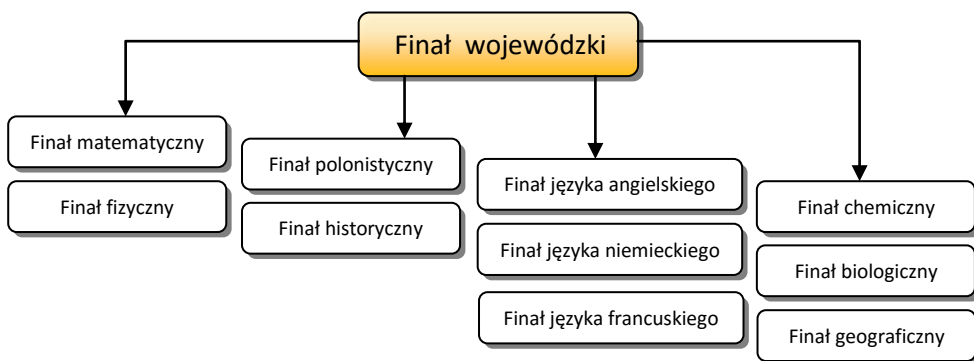 Finał wojewódzki
Finał matematyczny
Finał fizyczny
Finał polonistyczny
Finał historyczny
Finał języka angielskiego
Finał języka niemieckiego
Finał języka francuskiego
Finał chemiczny
Finał biologiczny
Finał geograficzny